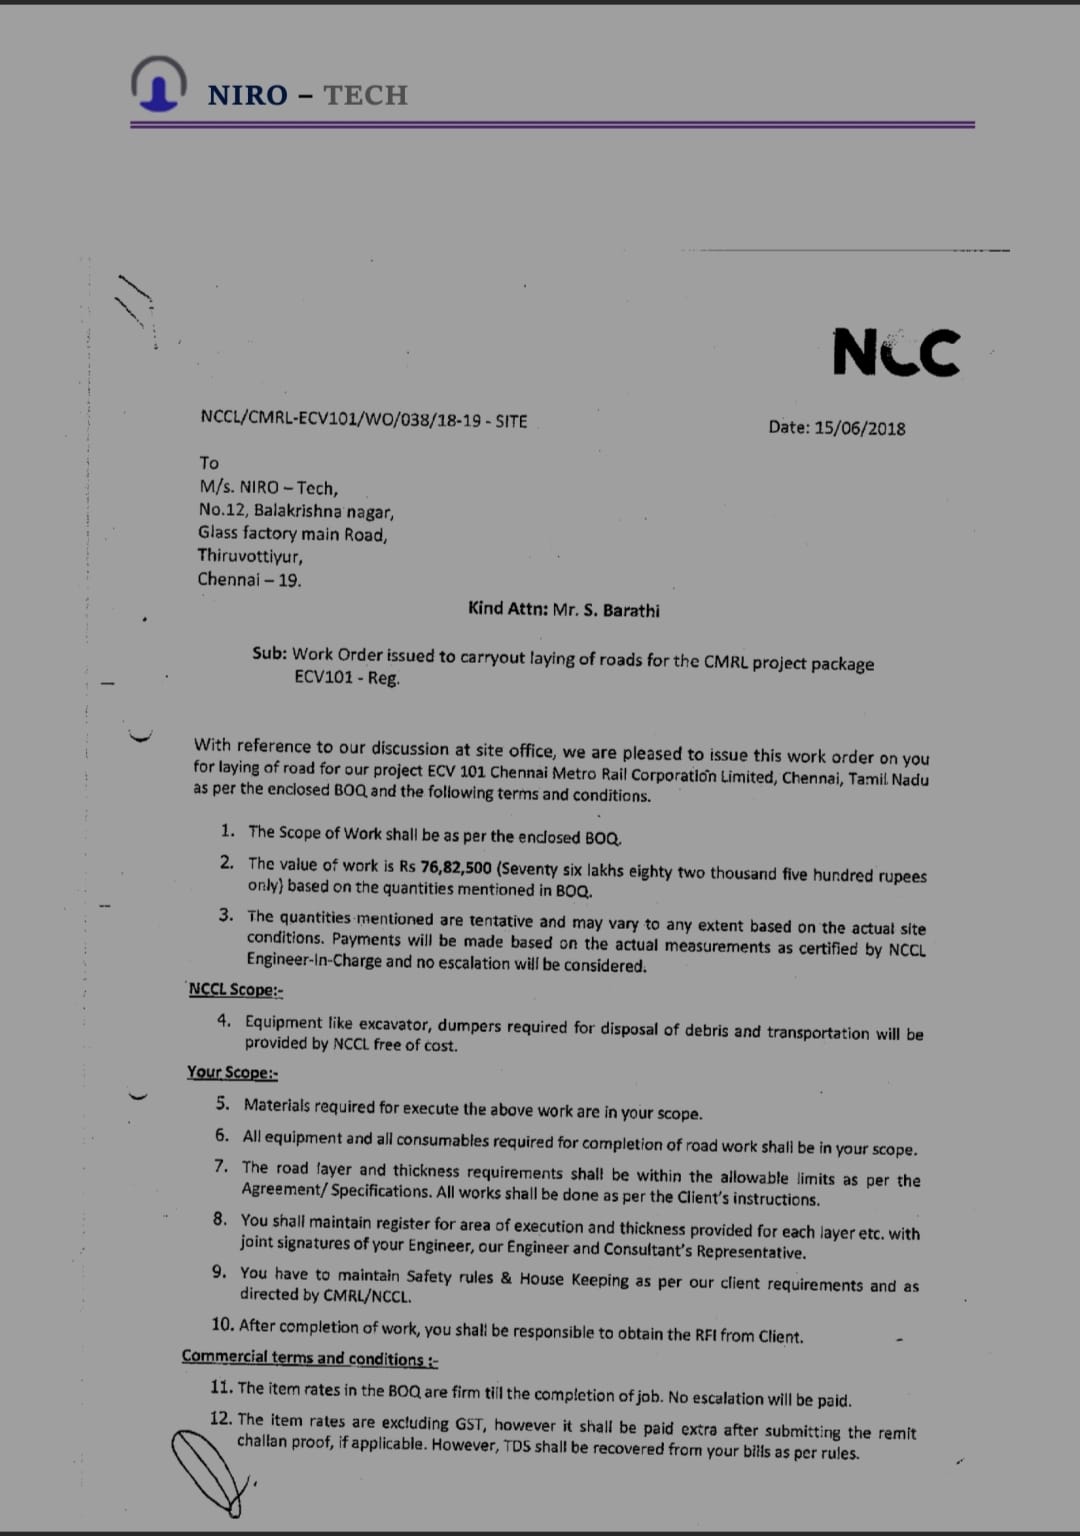 NIRO – TECH
NCC
NCCL/CMRL-ECV101/WO/038/18-19 - SITE
Date: 15/06/2018
To
M/s. NIRO – Tech,
No.12, Balakrishna nagar,
Glass factory main Road,
Thiruvottiyur,
Chennai – 19.
Kind Attn: Mr. S. Barathi
Sub: Work Order issued to carryout laying of roads for the CMRL project package
ECV101 - Reg.
With reference to our discussion at site office, we are pleased to issue this work order on you
for laying of road for our project ECV 101 Chennai Metro Rail Corporation Limited, Chennai, Tamil Nadu
as per the enclosed BOQ and the following terms and conditions.
1. The Scope of Work shall be as per the enclosed BOQ.
2. The value of work is Rs 76,82,500 (Seventy six lakhs eighty two thousand five hundred rupees
only) based on the quantities mentioned in BOQ.
3. The quantities mentioned are tentative and may vary to any extent based on the actual site
conditions. Payments will be made based on the actual measurements as certified by NCCL
Engineer-In-Charge and no escalation will be considered.
NCCL Scope:-
4. Equipment like excavator, dumpers required for disposal of debris and transportation will be
provided by NCCL free of cost.
Your Scope:-
5. Materials required for execute the above work are in your scope.
6. All equipment and all consumables required for completion of road work shall be in your scope.
7. The road layer and thickness requirements shall be within the allowable limits as per the
Agreement/ Specifications. All works shall be done as per the Client's instructions.
8. You shall maintain register for area of execution and thickness provided for each layer etc. with
joint signatures of your Engineer, our Engineer and Consultant's Representative.
9. You have to maintain Safety rules & House Keeping as per our client requirements and as
directed by CMRL/NCCL.
10. After completion of work, you shall be responsible to obtain the RFI from Client.
Commercial terms and conditions :-
11. The item rates in the BOQ are firm till the completion of job. No escalation will be paid.
12. The item rates are excluding GST, however it shall be paid extra after submitting the remit
challan proof, if applicable. However, TDS shall be recovered from your bills as per rules.